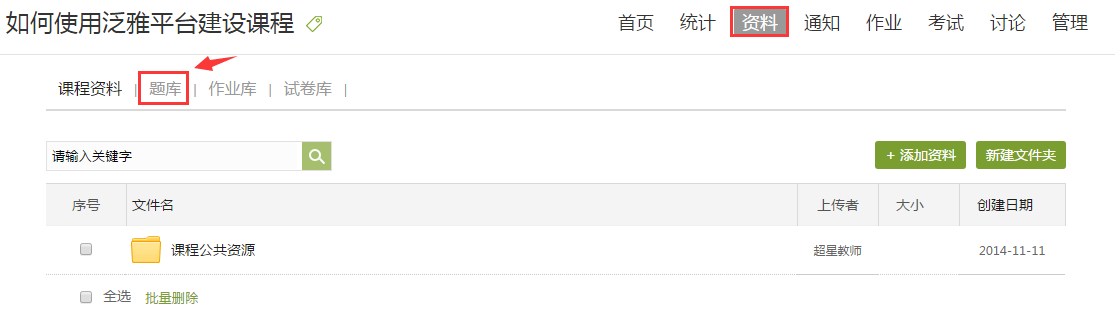 如何使用泛雅平台建设课程 首页 统计 资料 通知 作业 考试 讨论 管理
课程资料 | 题库 | 作业库 | 试卷库 |
请输入关键字 + 添加资料 新建文件夹
序号 文件名 上传者 大小 创建日期
课程公共资源 超星教师 2014-11-11
全选 批量删除